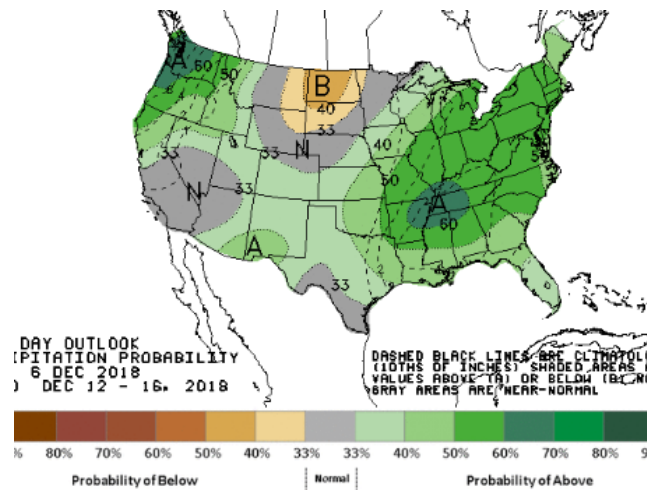 A
60
50
B
40
33
N
33
33
40
50
N
33
A
60
A
33
DAY OUTLOOK
IPITATION PROBABILITY
6 DEC 2018
DEC 12 - 16, 2018
DASHED BLACK LINES ARE CLIMATOL
(10THS OF INCHES) SHADED AREAS
VALUES ABOVE (A) OR BELOW (B)
GRAY AREAS ARE NEAR-NORMAL
% 80% 70% 60% 50% 40% 33% 33% 40% 50% 60% 70% 80% 9
Probability of Below Normal Probability of Above